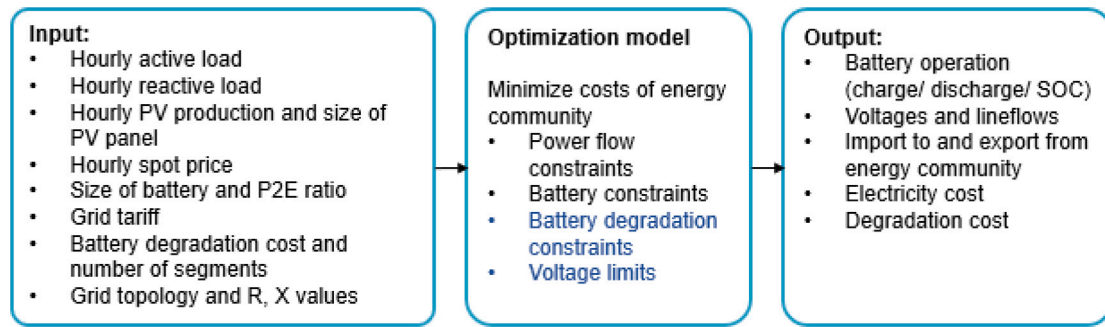 Input:
• Hourly active load
• Hourly reactive load
• Hourly PV production and size of
PV panel
• Hourly spot price
• Size of battery and P2E ratio
• Grid tariff
• Battery degradation cost and
number of segments
• Grid topology and R, X values
Optimization model
Minimize costs of energy
community
• Power flow
constraints
• Battery constraints
• Battery degradation
constraints
• Voltage limits
Output:
• Battery operation
(charge/ discharge/ SOC)
• Voltages and lineflows
• Import to and export from
energy community
• Electricity cost
• Degradation cost